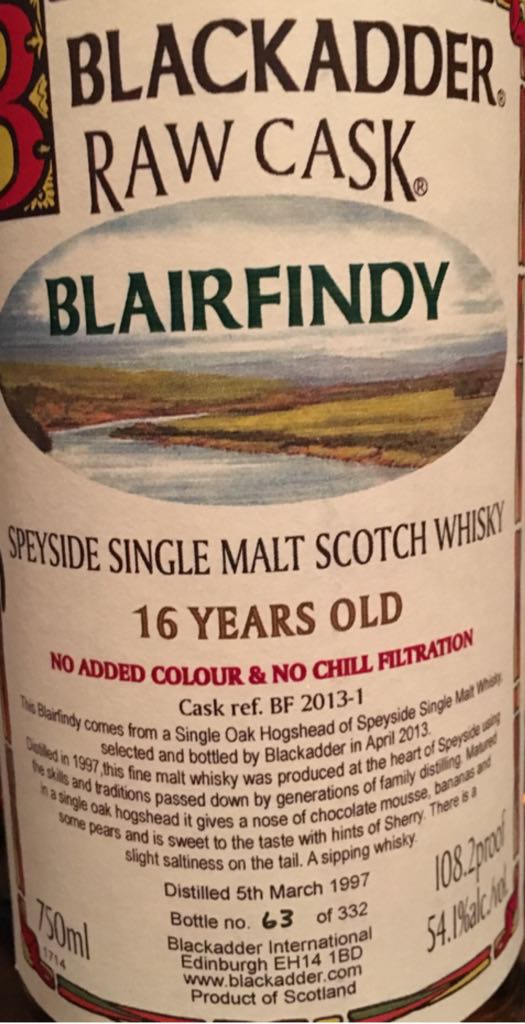 BLACKADDER®
RAW CASK®
BLAIRFINDY
SPEYSIDE SINGLE MALT SCOTCH WHISKY
16 YEARS OLD
NO ADDED COLOUR & NO CHILL FILTRATION
Cask ref. BF 2013-1
This Blairfindy comes from a Single Oak Hogshead of Speyside Single Malt Whisky
selected and bottled by Blackadder in April 2013.
Distilled in 1997, this fine malt whisky was produced at the heart of Speyside using
the skills and traditions passed down by generations of family distilling. Matured
in a single oak hogshead it gives a nose of chocolate mousse, bananas and
some pears and is sweet to the taste with hints of Sherry. There is a
slight saltiness on the tail. A sipping whisky.
Distilled 5th March 1997
Bottle no. 63 of 332
Blackadder International
Edinburgh EH14 1BD
www.blackadder.com
Product of Scotland
750ml
1714
108.2proof
54.1%alc./vol.